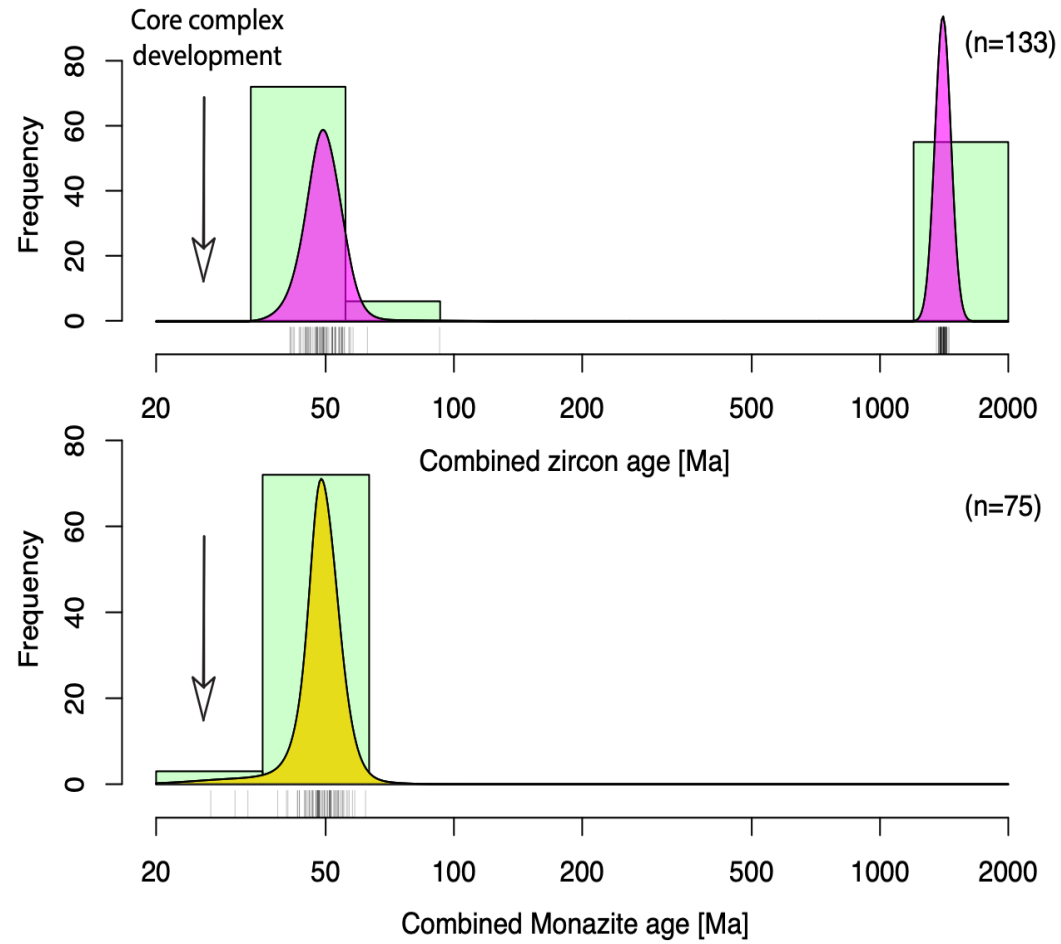 Core complex
development
(n=133)
Frequency
80
60
40
20
0
20 50 100 200 500 1000 2000
Combined zircon age [Ma]
(n=75)
Frequency
80
60
40
20
0
20 50 100 200 500 1000 2000
Combined Monazite age [Ma]